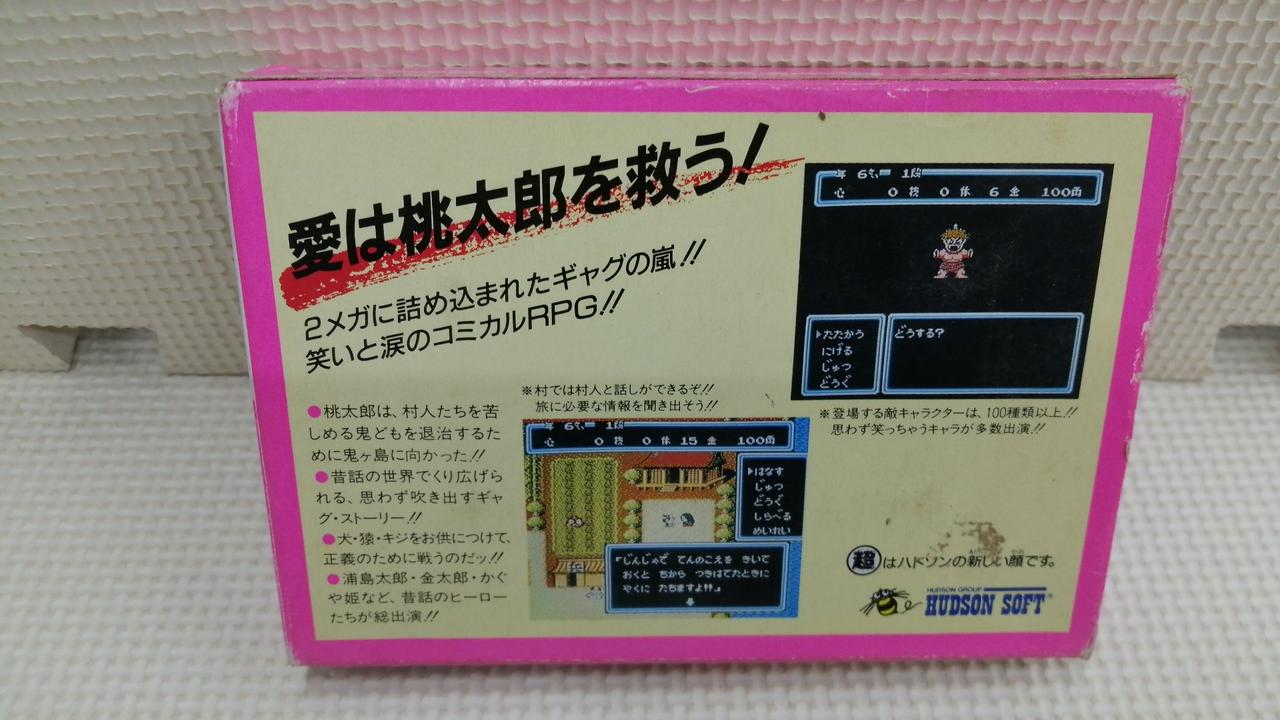 愛は桃太郎を救う!
2メガに詰め込まれたギャグの嵐!!
笑いと涙のコミカルRPG!!
●桃太郎は、村人たちを苦
しめる鬼どもを退治するた
めに鬼ヶ島に向かった!!
●昔話の世界でくり広げら
れる、思わず吹き出すギャ
グ・ストーリー!!
●犬・猿・キジをお供につけて、
正義のために戦うのだッ!!
●浦島太郎・金太郎・かぐ
や姫など、昔話のヒーロー
たちが総出演!!
※村では村人と話しができるぞ!!
旅に必要な情報を聞き出そう!!
1段
心 0 技 0 体 15 金 100両
▶はなす
じゅつ
どうぐ
しらべる
めいれい
「じんじゃで てんのこえを きいて
おくと ちから つきはてたときに
やくに たちますよ!!」
1段
心 0 技 0 体 6 金 100両
▶たたかう
にげる
じゅつ
どうぐ
どうする?
※登場する敵キャラクターは、100種類以上!!
思わず笑っちゃうキャラが多数出演!!
超はハドソンの新しい顔です。
HUDSON GROUP
HUDSON SOFT®